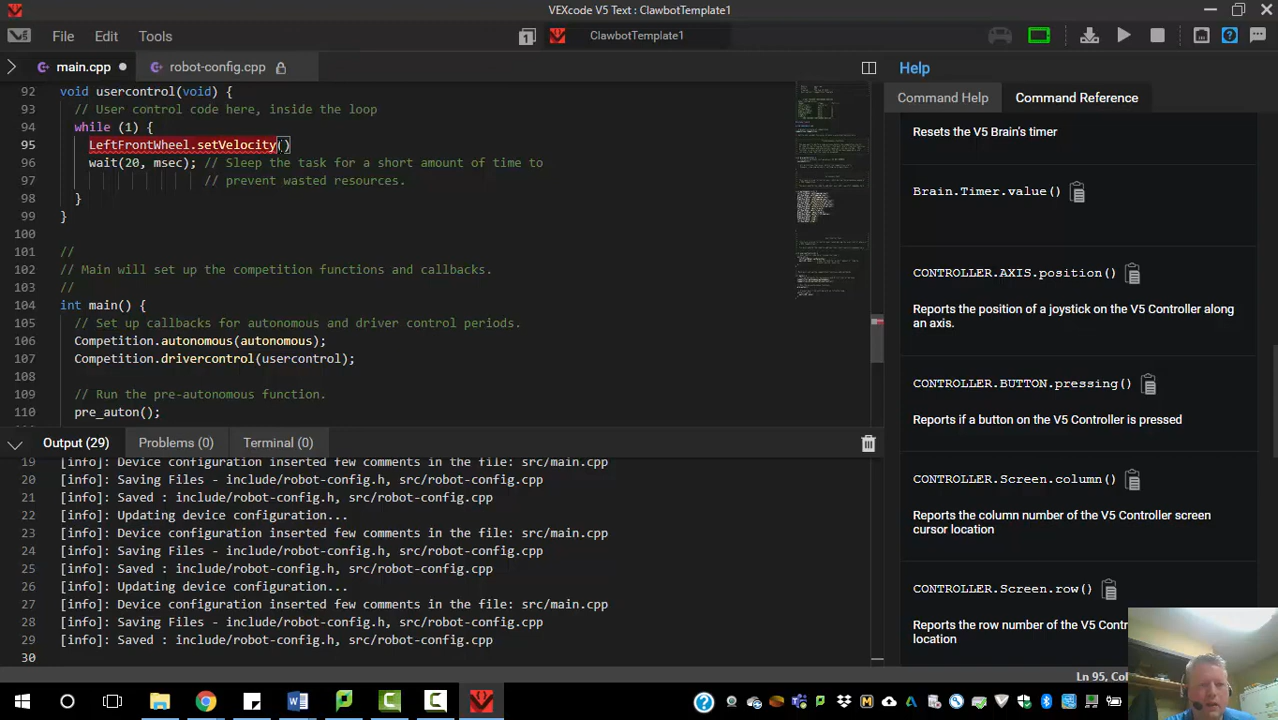 VEXcode V5 Text : ClawbotTemplate1
V5 File Edit Tools 1 ClawbotTemplate1
main.cpp robot-config.cpp
92 void usercontrol(void) {
93 // User control code here, inside the loop
94 while (1) {
95 LeftFrontWheel.setVelocity()
96 wait(20, msec); // Sleep the task for a short amount of time to
97 // prevent wasted resources.
98 }
99 }
100
101 //
102 // Main will set up the competition functions and callbacks.
103 //
104 int main() {
105 // Set up callbacks for autonomous and driver control periods.
106 Competition.autonomous(autonomous);
107 Competition.drivercontrol(usercontrol);
108
109 // Run the pre-autonomous function.
110 pre_auton();
Output (29) Problems (0) Terminal (0)
19 [info]: Device configuration inserted few comments in the file: src/main.cpp
20 [info]: Saving Files - include/robot-config.h, src/robot-config.cpp
21 [info]: Saved : include/robot-config.h, src/robot-config.cpp
22 [info]: Updating device configuration...
23 [info]: Device configuration inserted few comments in the file: src/main.cpp
24 [info]: Saving Files - include/robot-config.h, src/robot-config.cpp
25 [info]: Saved : include/robot-config.h, src/robot-config.cpp
26 [info]: Updating device configuration...
27 [info]: Device configuration inserted few comments in the file: src/main.cpp
28 [info]: Saving Files - include/robot-config.h, src/robot-config.cpp
29 [info]: Saved : include/robot-config.h, src/robot-config.cpp
30
Help
Command Help Command Reference
Resets the V5 Brain's timer
Brain.Timer.value()
CONTROLLER.AXIS.position()
Reports the position of a joystick on the V5 Controller along
an axis.
CONTROLLER.BUTTON.pressing()
Reports if a button on the V5 Controller is pressed
CONTROLLER.Screen.column()
Reports the column number of the V5 Controller screen
cursor location
CONTROLLER.Screen.row()
Reports the row number of the V5 Contr
location
Ln 95, Col